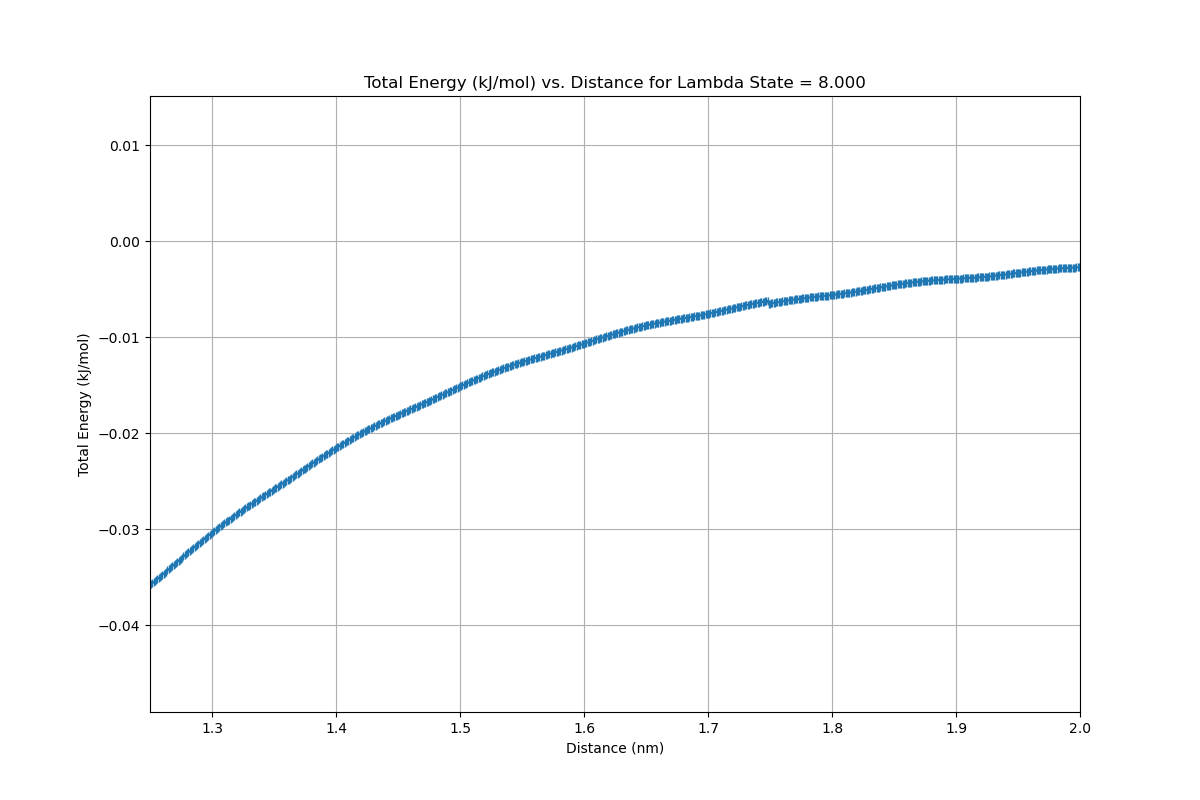 Total Energy (kJ/mol) vs. Distance for Lambda State = 8.000
0.01
0.00
−0.01
−0.02
−0.03
−0.04
Total Energy (kJ/mol)
1.3 1.4 1.5 1.6 1.7 1.8 1.9 2.0
Distance (nm)